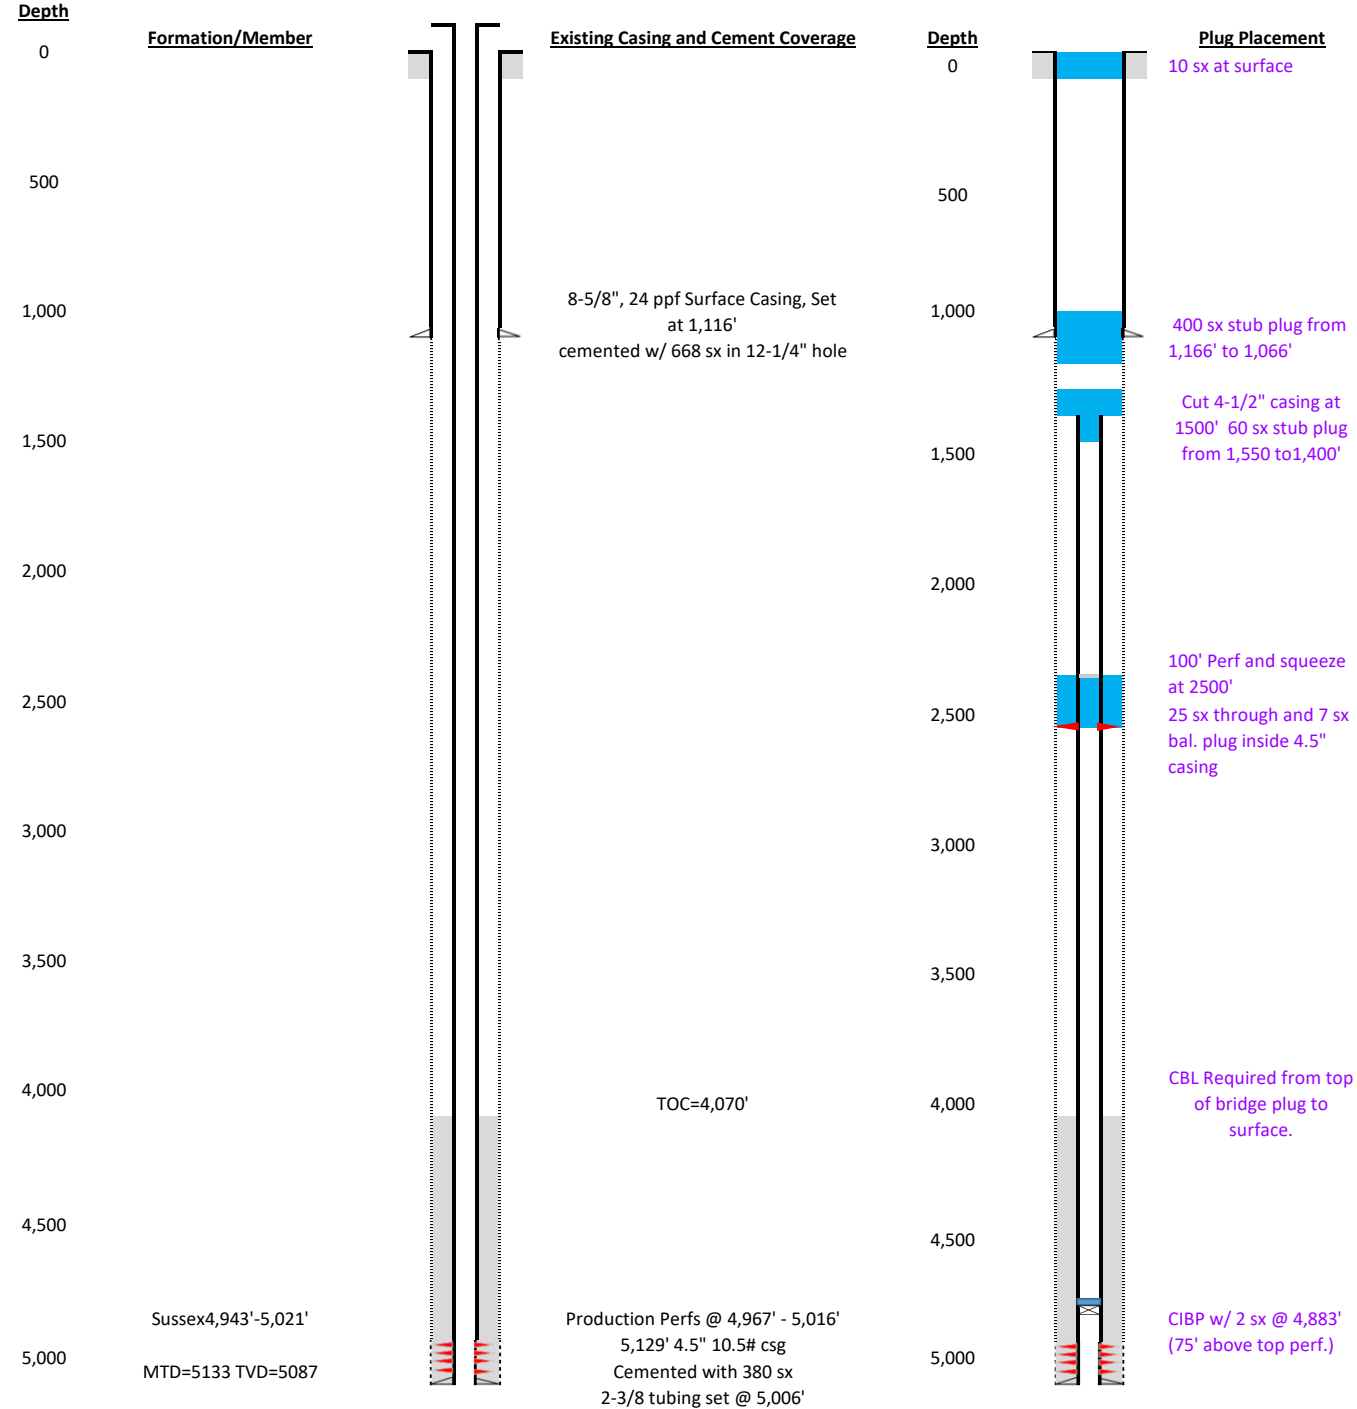 Depth
Formation/Member
Existing Casing and Cement Coverage
Depth
Plug Placement
0
0
10 sx at surface
500
500
1,000
8-5/8", 24 ppf Surface Casing, Set
at 1,116'
cemented w/ 668 sx in 12-1/4" hole
1,000
400 sx stub plug from
1,166' to 1,066'
Cut 4-1/2" casing at
1500' 60 sx stub plug
from 1,550 to1,400'
1,500
1,500
2,000
2,000
100' Perf and squeeze
at 2500'
25 sx through and 7 sx
bal. plug inside 4.5"
casing
2,500
2,500
3,000
3,000
3,500
3,500
4,000
TOC=4,070'
4,000
CBL Required from top
of bridge plug to
surface.
4,500
4,500
Sussex4,943'-5,021'
Production Perfs @ 4,967' - 5,016'
5,129' 4.5" 10.5# csg
Cemented with 380 sx
2-3/8 tubing set @ 5,006'
CIBP w/ 2 sx @ 4,883'
(75' above top perf.)
5,000
MTD=5133 TVD=5087
5,000